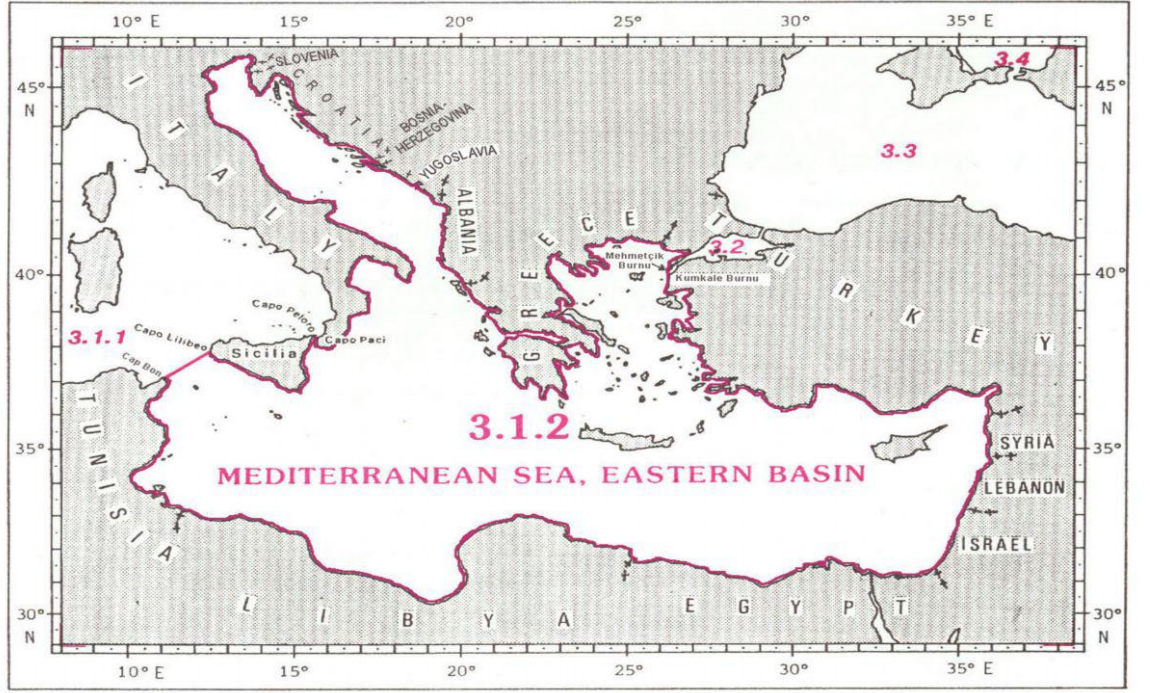 10° E 15° E 20° E 25° E 30° E 35° E
45°
N
45°
N
40°
N
40°
N
35°
N
35°
N
30°
N
30°
N
3.4
SLOVENIA
CROATIA
BOSNIA-
HERZEGOVINA
YUGOSLAVIA
ITALY
ALBANIA
GREECE
TURKEY
3.3
3.2
Mehmetçik
Burnu
Kumkale Burnu
Capo Peloro
Capo Paci
3.1.1
Capo Lilibeo
Sicilia
Cap Bon
TUNISIA
3.1.2
MEDITERRANEAN SEA, EASTERN BASIN
SYRIA
LEBANON
ISRAEL
LIBYA
EGYPT
10° E 15° E 20° E 25° E 30° E 35° E